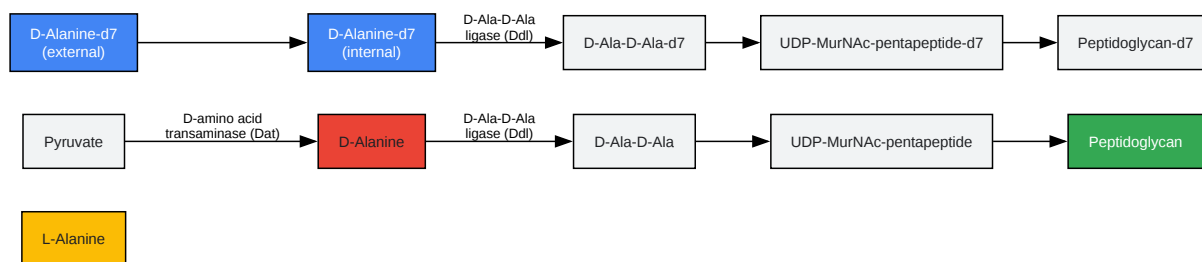 D-Alanine-d7
(external)
D-Alanine-d7
(internal)
D-Ala-D-Ala
ligase (Ddl)
D-Ala-D-Ala-d7
UDP-MurNAc-pentapeptide-d7
Peptidoglycan-d7
Pyruvate
D-amino acid
transaminase (Dat)
D-Alanine
D-Ala-D-Ala
ligase (Ddl)
D-Ala-D-Ala
UDP-MurNAc-pentapeptide
Peptidoglycan
L-Alanine